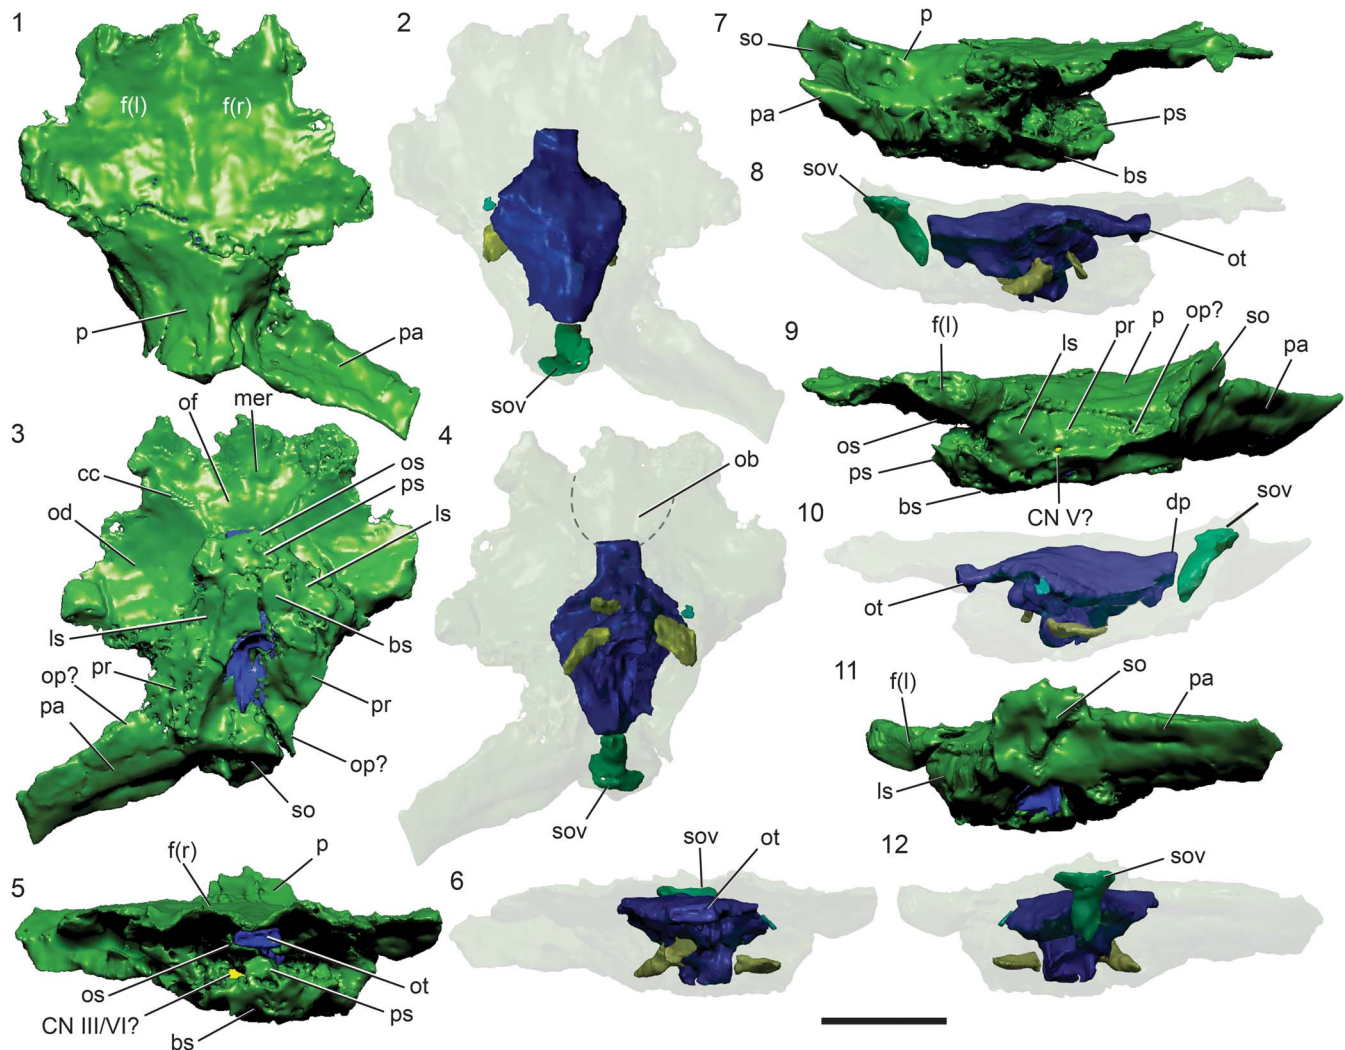 1
f(l)
f(r)
p
pa
2
sov
3
of
mer
os
ps
ls
cc
od
ls
bs
pr
op?
pa
pr
op?
so
4
ob
sov
5
f(r)
p
os
CN III/VI?
bs
ot
ps
6
sov
ot
7
so
p
pa
ps
bs
8
sov
ot
9
f(l)
ls
pr
p
op?
so
pa
os
ps
bs
CN V?
10
dp
sov
ot
11
f(l)
so
pa
ls
12
sov